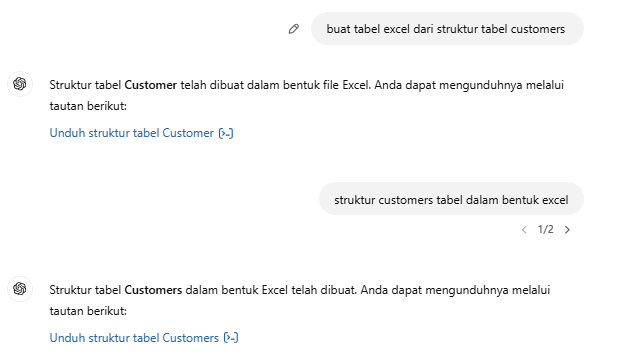 buat tabel excel dari struktur tabel customers
Struktur tabel Customer telah dibuat dalam bentuk file Excel. Anda dapat mengunduhnya melalui
tautan berikut:
Unduh struktur tabel Customer [>-]
struktur customers tabel dalam bentuk excel
< 1/2 >
Struktur tabel Customers dalam bentuk Excel telah dibuat. Anda dapat mengunduhnya melalui
tautan berikut:
Unduh struktur tabel Customers [>-]